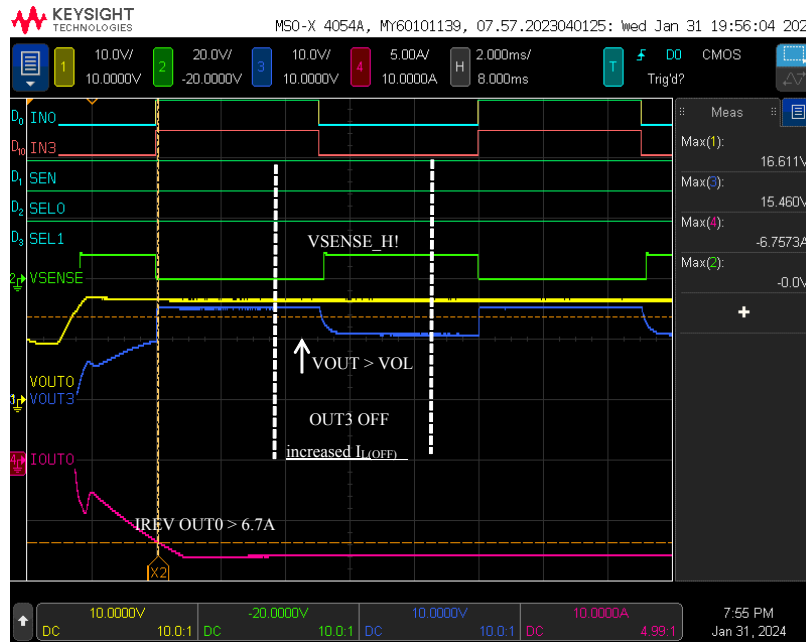 KEYSIGHT
TECHNOLOGIES
MSO-X 4054A, MY60101139, 07.57.2023040125: Wed Jan 31 19:56:04 202
1 10.0V/ 10.0000V
2 20.0V/ -20.0000V
3 10.0V/ 10.0000V
4 5.00A/ 10.0000A
H 2.000ms/ 8.000ms
T D0 CMOS
Trig'd?
Meas
Max(1):
16.611V
Max(3):
15.460V
Max(4):
-6.7573A
Max(2):
-0.0V
+
D0 IN0
D10 IN3
D1 SEN
D2 SEL0
D3 SEL1
VSENSE_H!
2 VSENSE
VOUT > VOL
VOUT0
VOUT3
OUT3 OFF
increased IL(OFF)
IOUT0
IREV OUT0 > 6.7A
X2
10.0000V
DC 10.0:1
-20.0000V
DC 10.0:1
10.0000V
DC 10.0:1
10.0000A
DC 4.99:1
7:55 PM
Jan 31, 2024